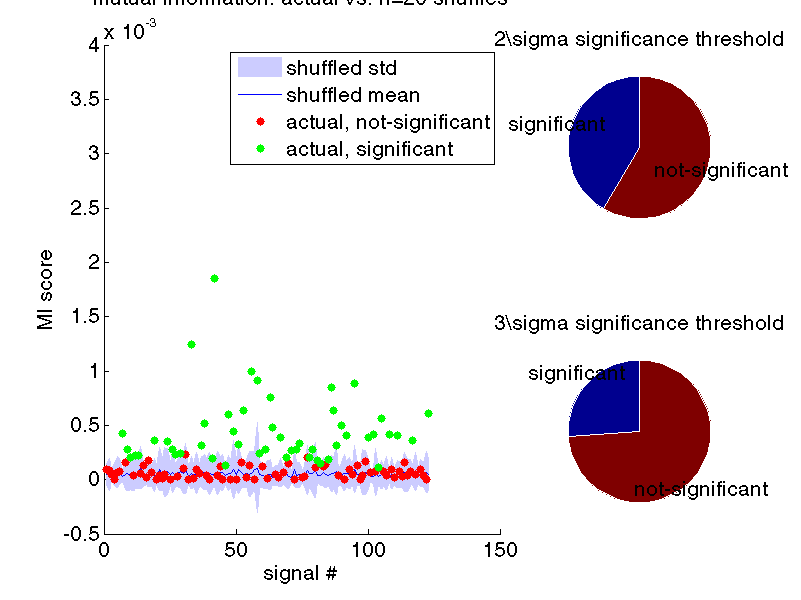 mutual information: actual vs. n=20 shuffles
x 10-3
4
3.5
3
2.5
2
1.5
1
0.5
0
-0.5
0
50
100
150
MI score
signal #
shuffled std
shuffled mean
actual, not-significant
actual, significant
2\sigma significance threshold
significant
not-significant
3\sigma significance threshold
significant
not-significant